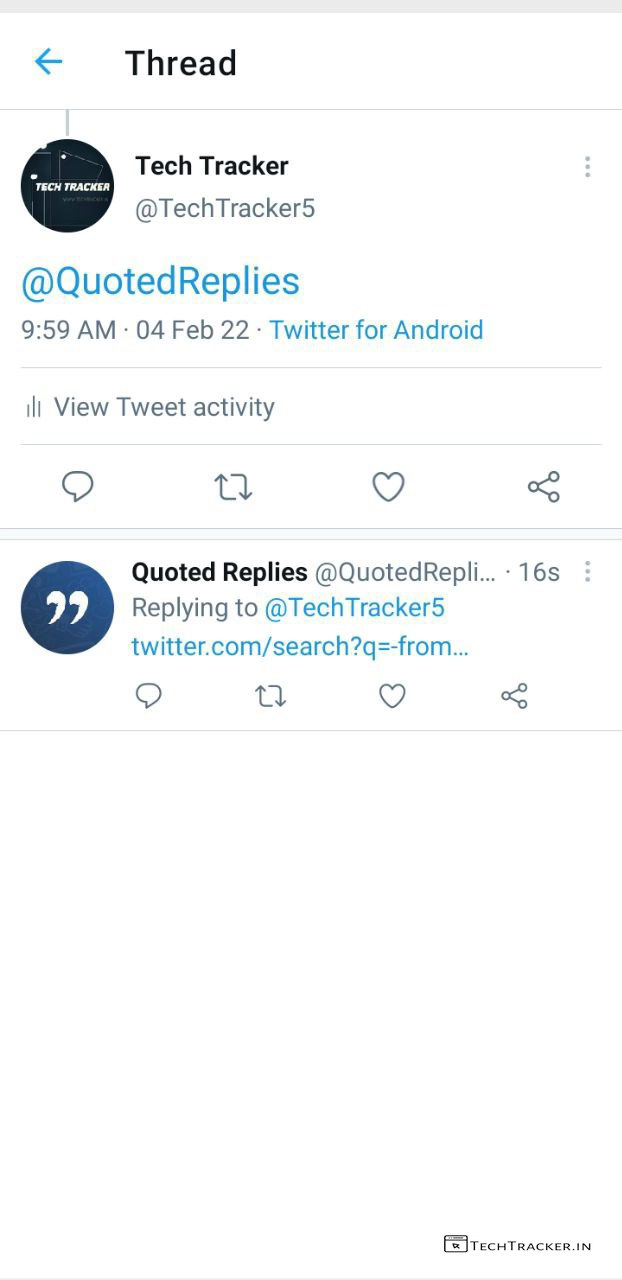 Thread
TECH TRACKER
Tech Tracker
@TechTracker5
@QuotedReplies
9:59 AM · 04 Feb 22 · Twitter for Android
View Tweet activity
Quoted Replies @QuotedRepli... · 16s
Replying to @TechTracker5
twitter.com/search?q=-from...
TECHTRACKER.IN